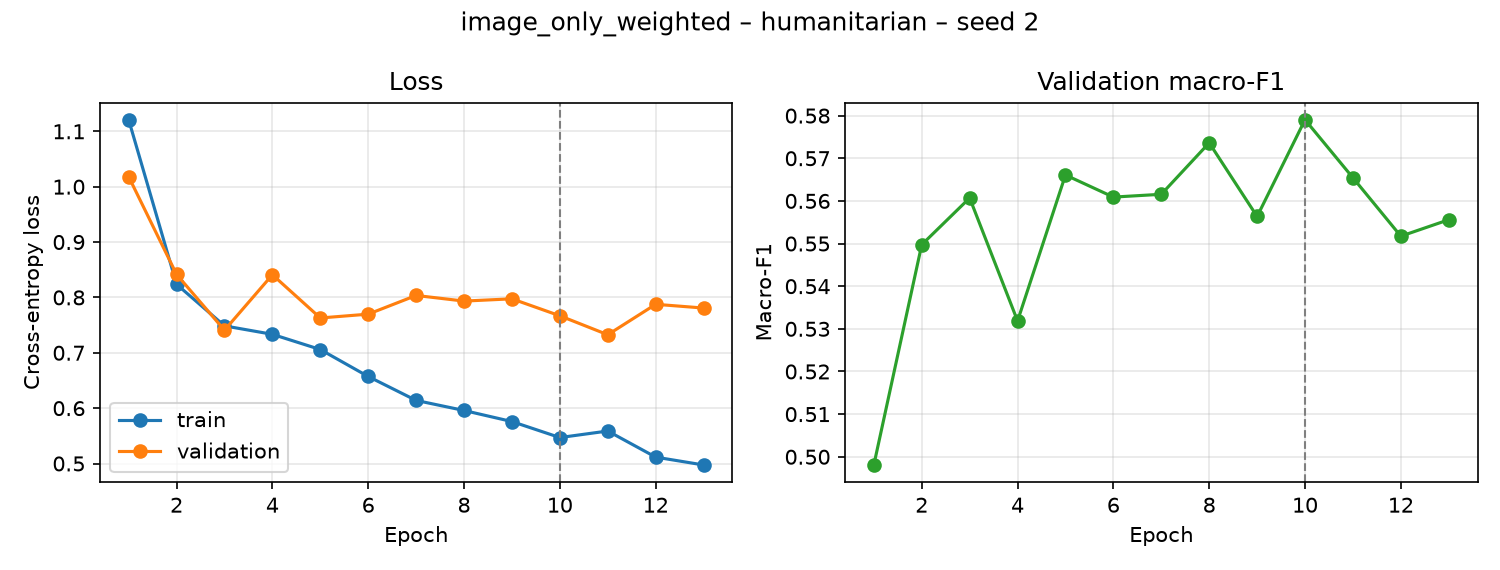 image_only_weighted – humanitarian – seed 2
Loss
Cross-entropy loss
1.1
1.0
0.9
0.8
0.7
0.6
0.5
train
validation
2 4 6 8 10 12
Epoch
Validation macro-F1
Macro-F1
0.58
0.57
0.56
0.55
0.54
0.53
0.52
0.51
0.50
2 4 6 8 10 12
Epoch